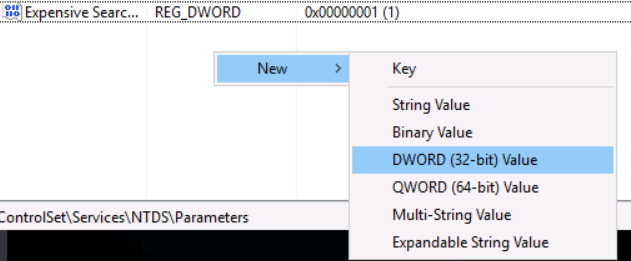 Expensive Searc... REG_DWORD 0x00000001 (1)
New > Key
String Value
Binary Value
DWORD (32-bit) Value
QWORD (64-bit) Value
Multi-String Value
ControlSet\Services\NTDS\Parameters
Expandable String Value